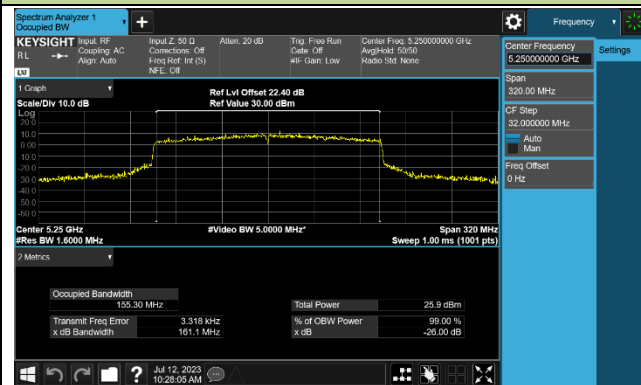 Spectrum Analyzer 1
Occupied BW
Frequency
KEYSIGHT
RL
LXI
Input: RF
Coupling: AC
Align: Auto
Input Z: 50 Ω
Corrections: Off
Freq Ref: Int (S)
NFE: Off
Atten: 20 dB
Trig: Free Run
Gate: Off
#IF Gain: Low
Center Freq: 5.250000000 GHz
Avg|Hold: 50/50
Radio Std: None
Center Frequency
5.250000000 GHz
Settings
Span
320.00 MHz
CF Step
32.000000 MHz
Auto
Man
Freq Offset
0 Hz
1 Graph
Scale/Div 10.0 dB
Ref Lvl Offset 22.40 dB
Ref Value 30.00 dBm
Log
20.0
10.0
0.00
-10.0
-20.0
-30.0
-40.0
-50.0
-60.0
Center 5.25 GHz
#Res BW 1.6000 MHz
#Video BW 5.0000 MHz*
Span 320 MHz
Sweep 1.00 ms (1001 pts)
2 Metrics
Occupied Bandwidth
155.30 MHz
Total Power 25.9 dBm
Transmit Freq Error 3.318 kHz
% of OBW Power 99.00 %
x dB Bandwidth 161.1 MHz
x dB -26.00 dB
?
Jul 12, 2023
10:28:05 AM